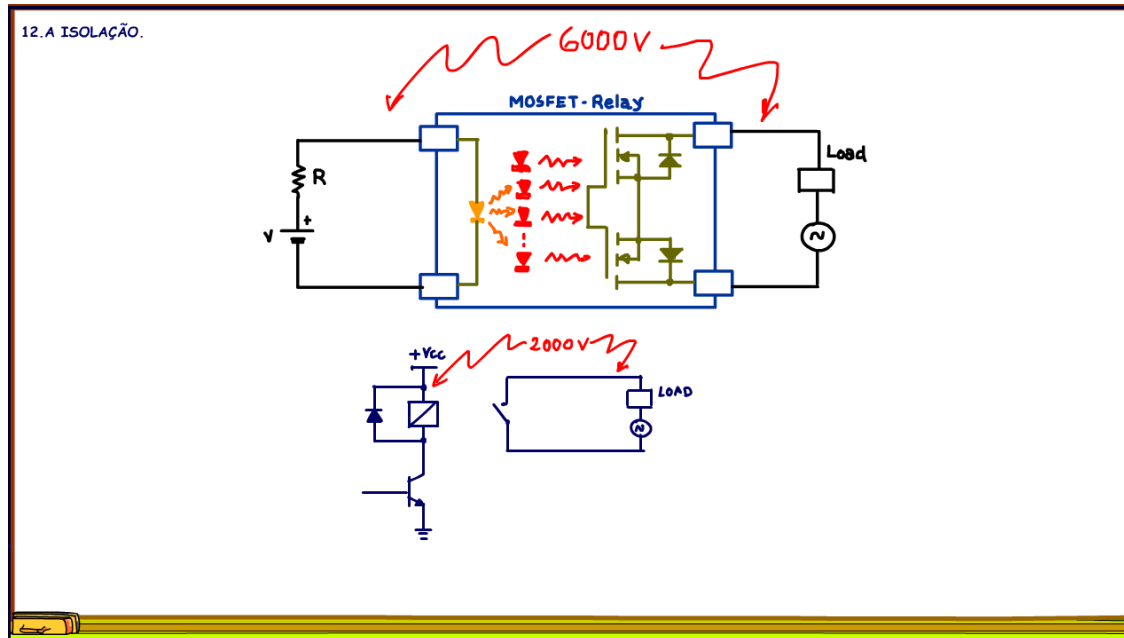 12.A ISOLAÇÃO.
6000V
MOSFET-Relay
R
+
V
Load
~
2000V
+Vcc
LOAD
~